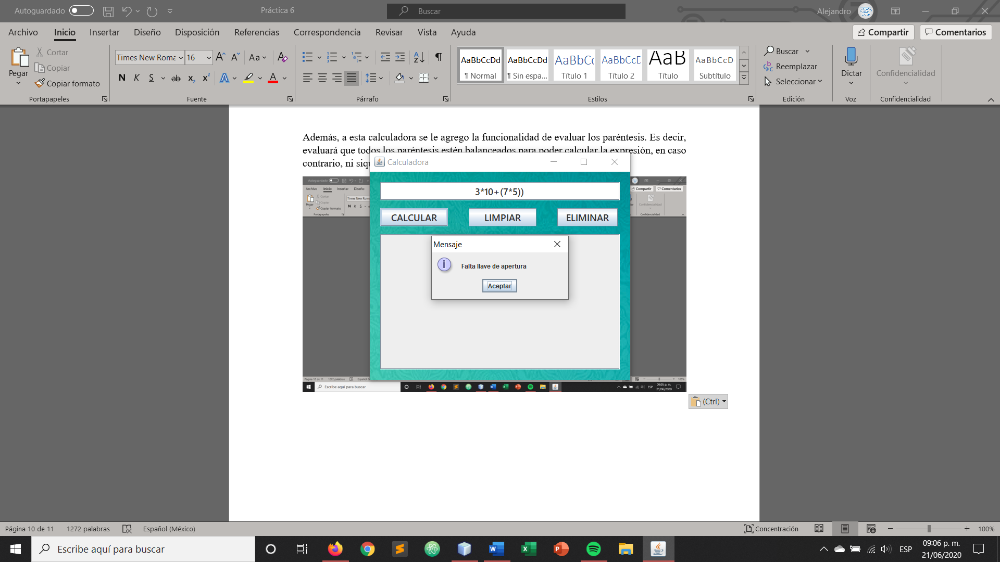 Autoguardado
Práctica 6
Buscar
Alejandro
Archivo Inicio Insertar Diseño Disposición Referencias Correspondencia Revisar Vista Ayuda
Compartir
Comentarios
Pegar
Cortar
Copiar
Copiar formato
Portapapeles
Times New Roma
16
Aa
N K S ab x₂ x²
Fuente
Párrafo
AaBbCcDd
¶ Normal
AaBbCcDd
¶ Sin espa...
AaBbCc
Título 1
AaBbCcD
Título 2
AaB
Título
AaBbCcD
Subtítulo
Estilos
Buscar
Reemplazar
Seleccionar
Edición
Dictar
Voz
Confidencialidad
Confidencialidad
Además, a esta calculadora se le agrego la funcionalidad de evaluar los paréntesis. Es decir,
evaluará que todos los paréntesis estén balanceados para poder calcular la expresión, en caso
contrario, ni siqu
Calculadora
3*10+(7*5))
CALCULAR
LIMPIAR
ELIMINAR
Mensaje
Falta llave de apertura
Aceptar
Autoguardado
Archivo Inicio Insertar Diseño
Compartir
Comentarios
Pegar
Cortar
Copiar
Copiar formato
Portapapeles
Times New Rom
N K S
Confidencialidad
Confidencialidad
Página 10 de 11 1272 palabras
100%
Escribe aquí para buscar
ESP
09:05 p. m.
21/06/2020
(Ctrl)
Página 10 de 11
1272 palabras
Español (México)
Concentración
100%
Escribe aquí para buscar
ESP
09:06 p. m.
21/06/2020